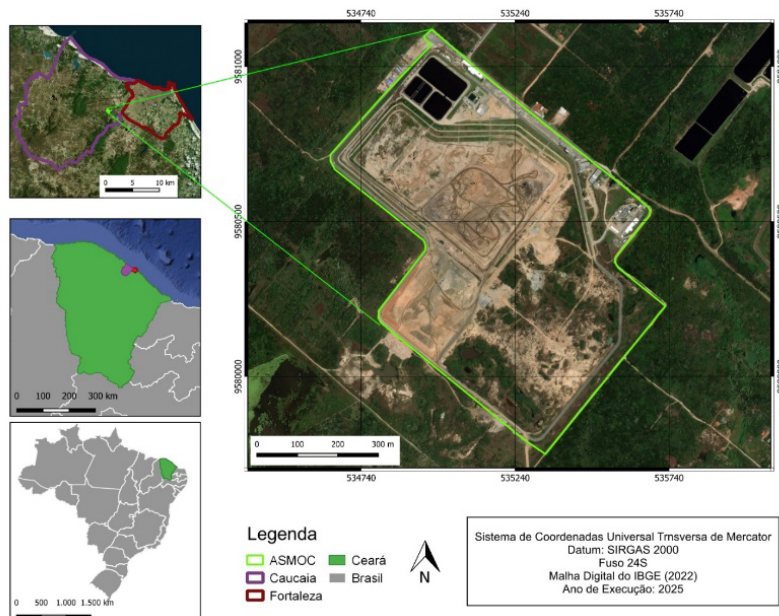 534740 535240 535740
9581000 9581000
9580500
9580000 9580000
0 5 10 km
0 100 200 300 km
0 100 200 300 m
534740 535240 535740
0 500 1.000 1.500 km
Legenda
ASMOC Ceará
Caucaia Brasil
Fortaleza
N
Sistema de Coordenadas Universal Trnsversa de Mercator
Datum: SIRGAS 2000
Fuso 24S
Malha Digital do IBGE (2022)
Ano de Execução: 2025